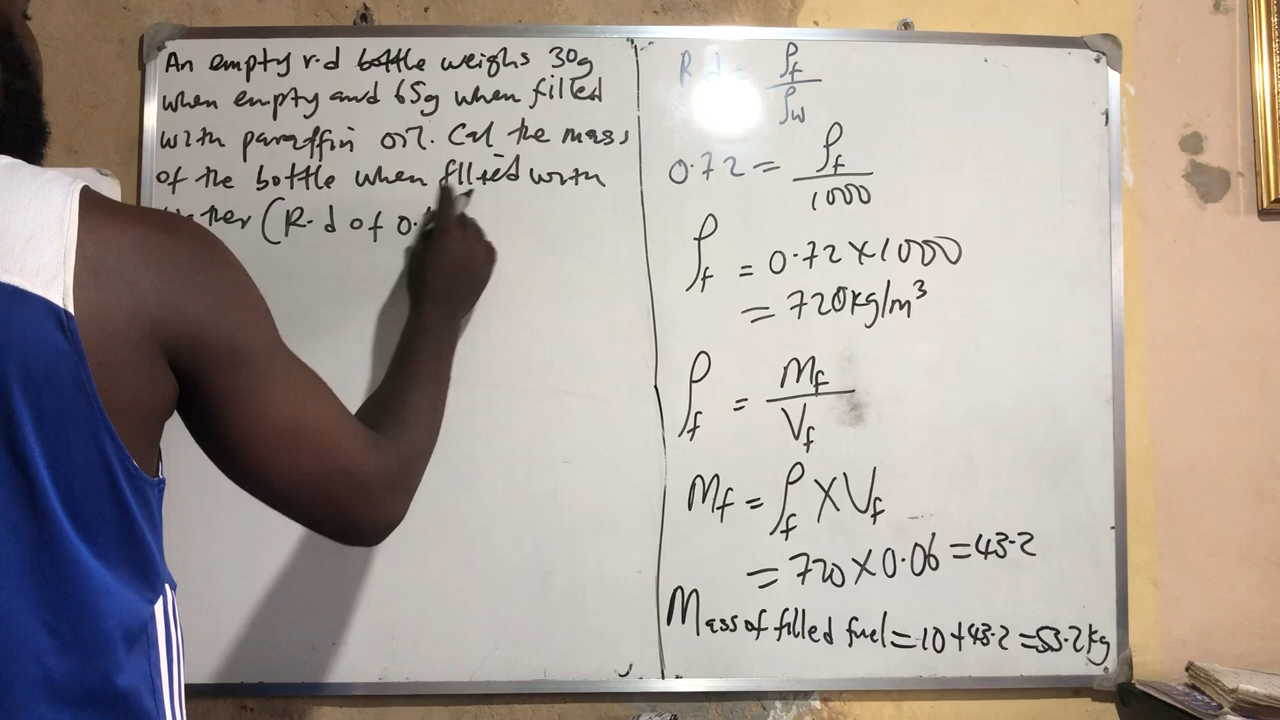 An empty r.d bottle weighs 30g
when empty and 65g when filled
with paraffin oil. Cal the mass
of the bottle when filled with
(R.d of 0.
R.d = ρf / ρw
0.72 = ρf / 1000
ρf = 0.72 X 1000
= 720kg/m³
ρf = Mf / Vf
Mf = ρf X Vf
= 720 X 0.06 = 43.2
Mass of filled fuel = 10 + 43.2 = 53.2kg